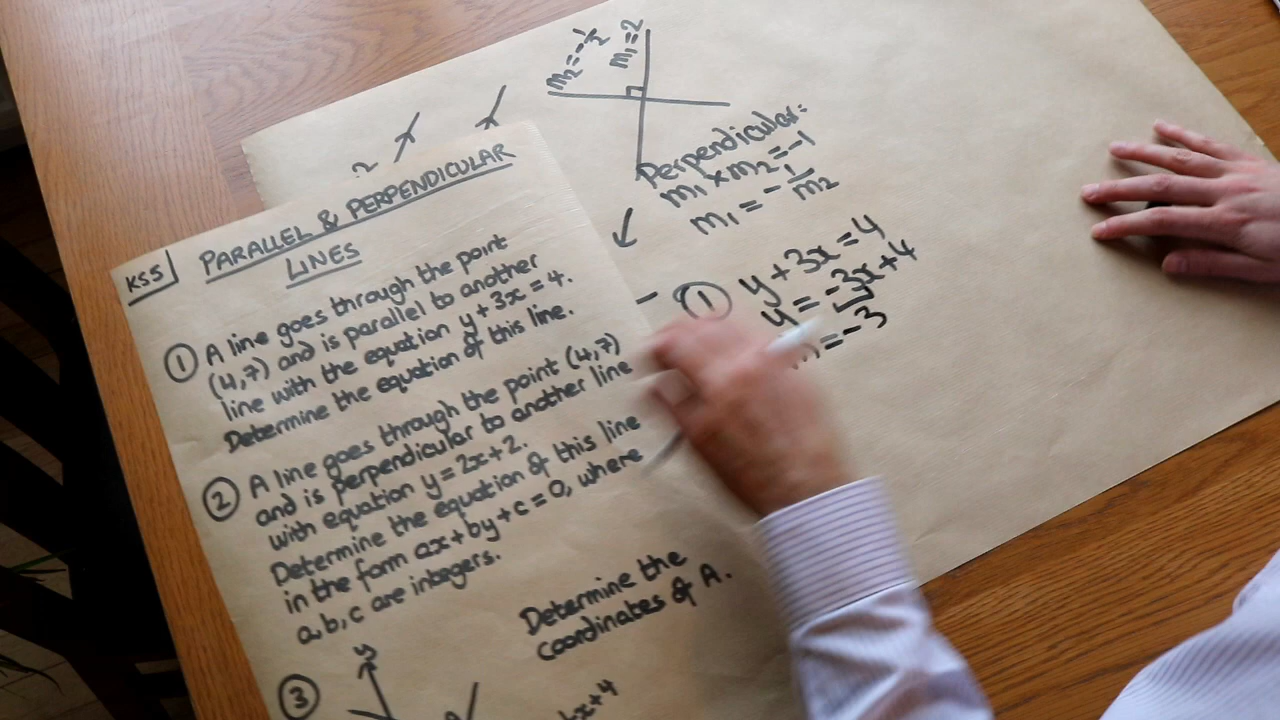 m₂=-½
m₁=2
Perpendicular:
m₁×m₂=-1
m₁=-1/m₂
KS5
PARALLEL & PERPENDICULAR
LINES
① A line goes through the point
(4,7) and is parallel to another
line with the equation y+3x=4.
Determine the equation of this line.
② A line goes through the point (4,7)
and is perpendicular to another line
with equation y=2x+2.
Determine the equation of this line
in the form ax+by+c=0, where
a,b,c are integers.
③
y
Determine the
coordinates of A.
x+4
① y+3x=4
y=-3x+4
=-3